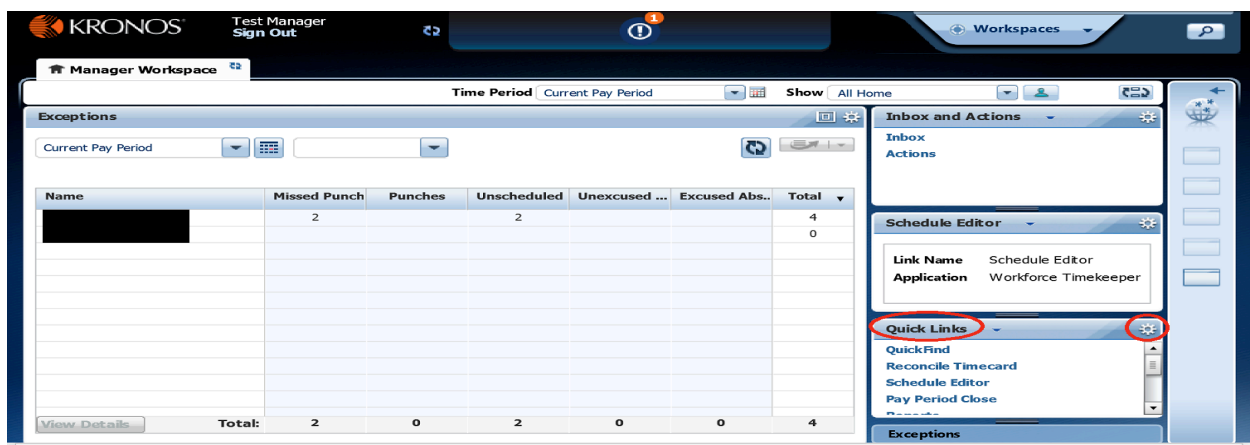 KRONOS
Test Manager
Sign Out
1
Workspaces
Manager Workspace
Time Period Current Pay Period Show All Home
Exceptions
Current Pay Period
Name Missed Punch Punches Unscheduled Unexcused ... Excused Abs.. Total
2 2 4
0
View Details Total: 2 0 2 0 0 4
Inbox and Actions
Inbox
Actions
Schedule Editor
Link Name Schedule Editor
Application Workforce Timekeeper
Quick Links
QuickFind
Reconcile Timecard
Schedule Editor
Pay Period Close
Exceptions